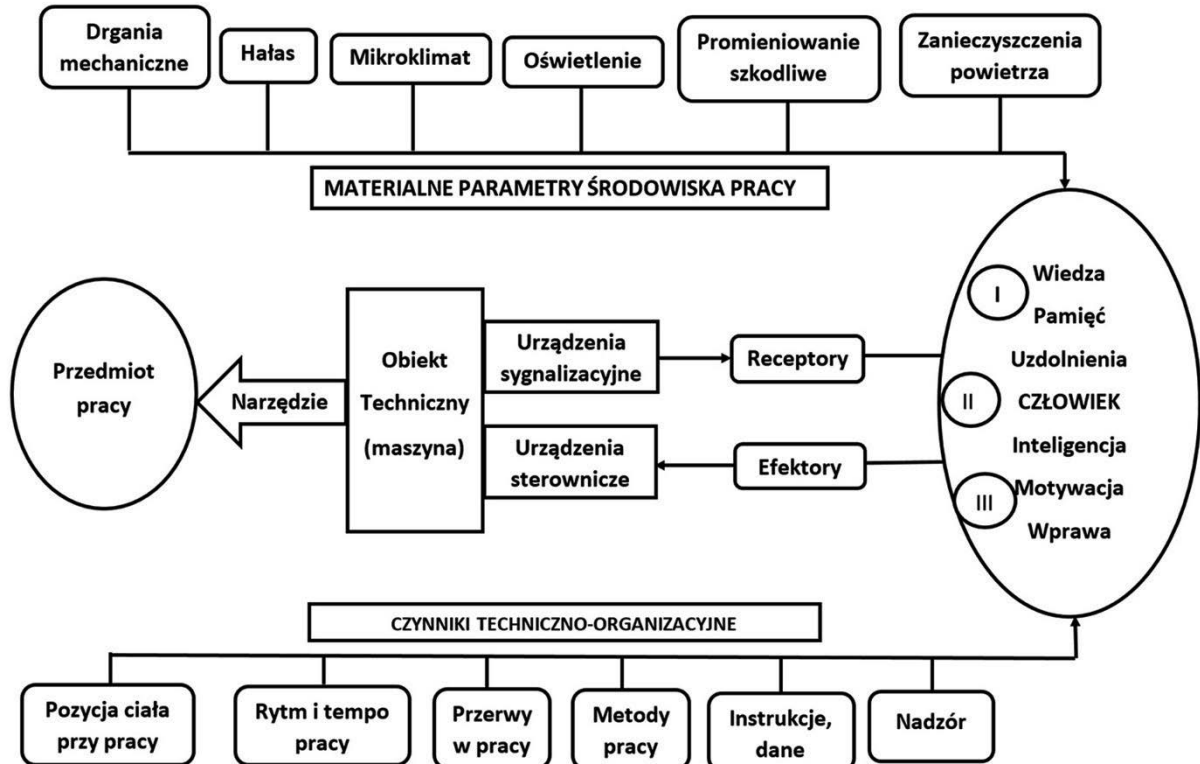 Drgania
mechaniczne
Hałas
Mikroklimat
Oświetlenie
Promieniowanie
szkodliwe
Zanieczyszczenia
powietrza
MATERIALNE PARAMETRY ŚRODOWISKA PRACY
Przedmiot
pracy
Narzędzie
Obiekt
Techniczny
(maszyna)
Urządzenia
sygnalizacyjne
Urządzenia
sterownicze
Receptory
Efektory
I
II
III
Wiedza
Pamięć
Uzdolnienia
CZŁOWIEK
Inteligencja
Motywacja
Wprawa
CZYNNIKI TECHNICZNO-ORGANIZACYJNE
Pozycja ciała
przy pracy
Rytm i tempo
pracy
Przerwy
w pracy
Metody
pracy
Instrukcje,
dane
Nadzór